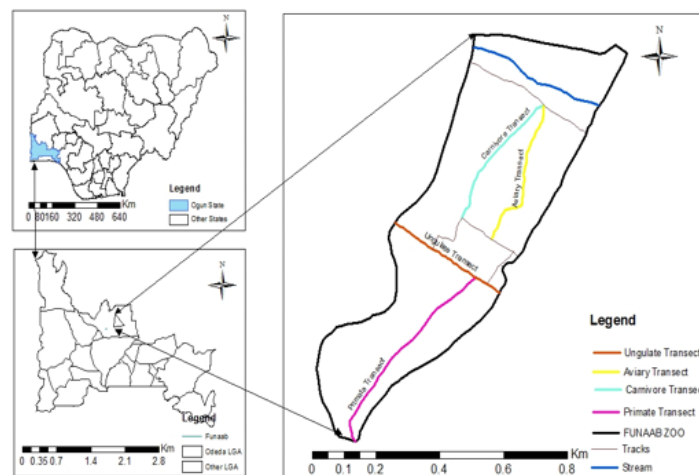 N
Legend
Ogun State
Other States
Km
0 80160 320 480 640
N
Legend
Funaab
Odeda LGA
Other LGA
Km
0 0.35 0.7 1.4 2.1 2.8
N
Carnivore Transect
Aviary Transect
Ungulate Transect
Primate Transect
Legend
Ungulate Transect
Aviary Transect
Carnivore Transect
Primate Transect
FUNAABZOO
Tracks
Stream
Km
0 0.1 0.2 0.4 0.6 0.8